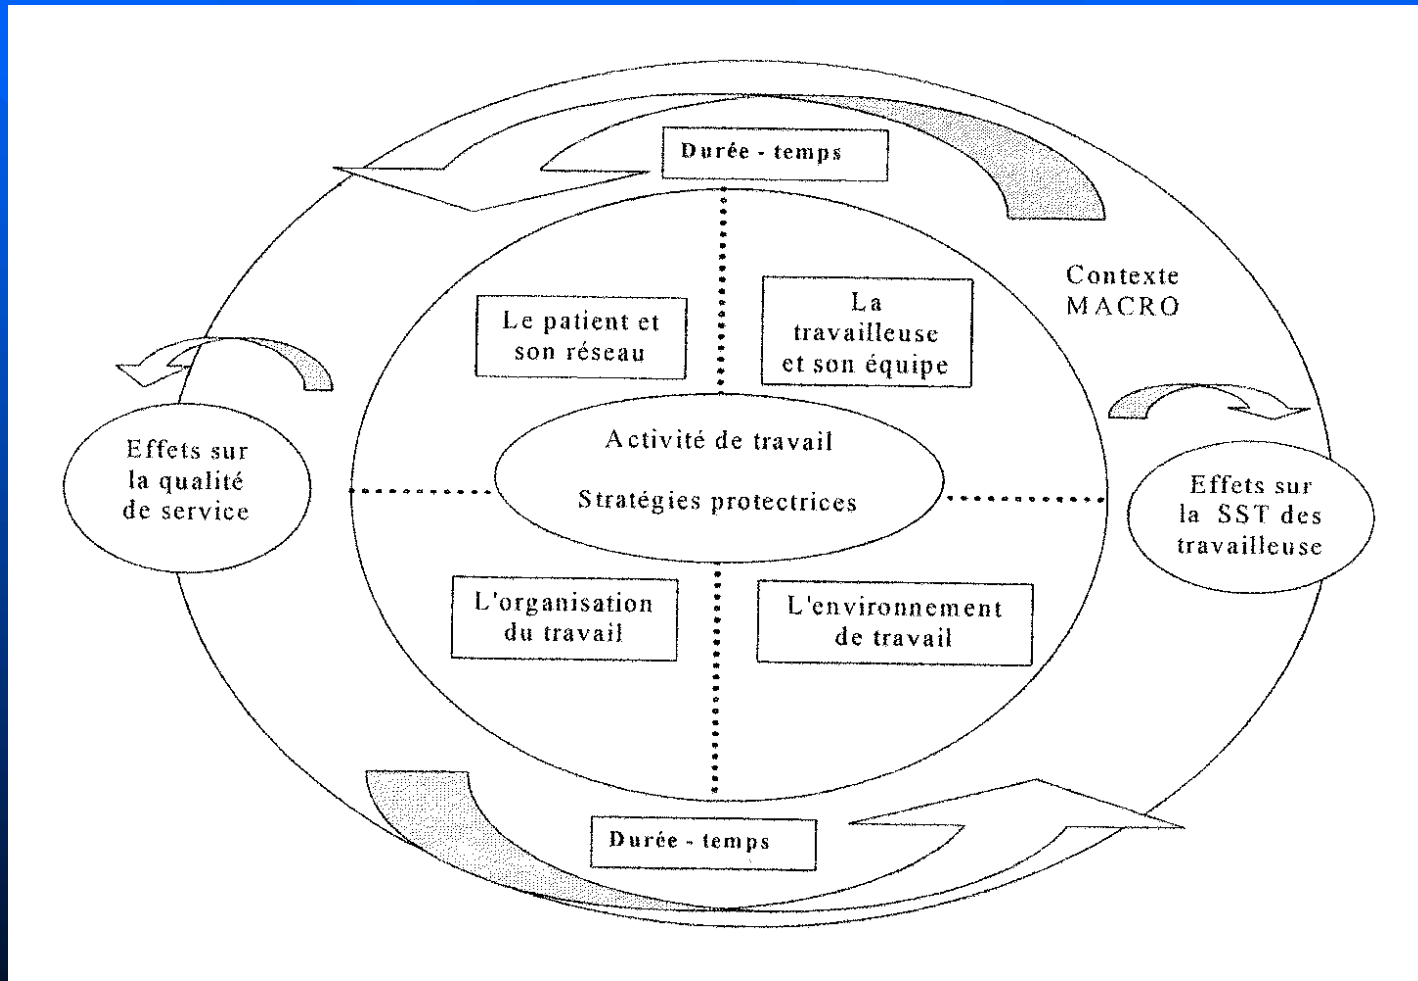 Durée - temps
Contexte
MACRO
Le patient et
son réseau
La
travailleuse
et son équipe
Effets sur
la qualité
de service
Activité de travail
Stratégies protectrices
Effets sur
la SST des
travailleuse
L'organisation
du travail
L'environnement
de travail
Durée - temps